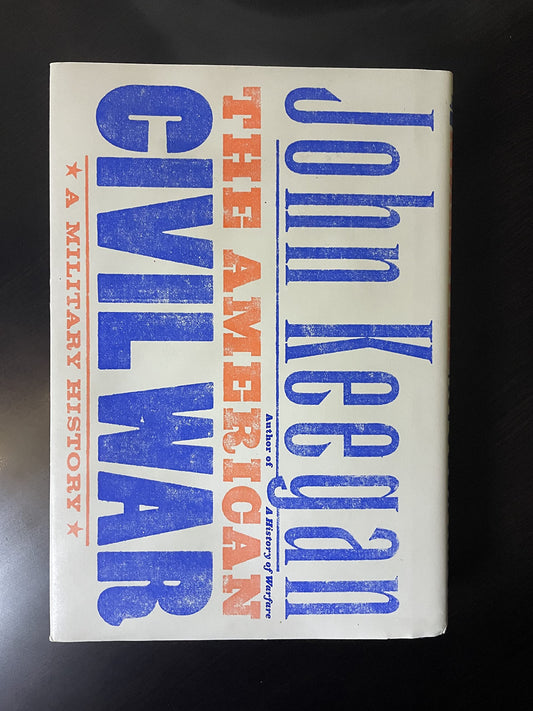 John Keegan
Author of A History of Warfare
THE AMERICAN
CIVIL WAR
★ A MILITARY HISTORY ★